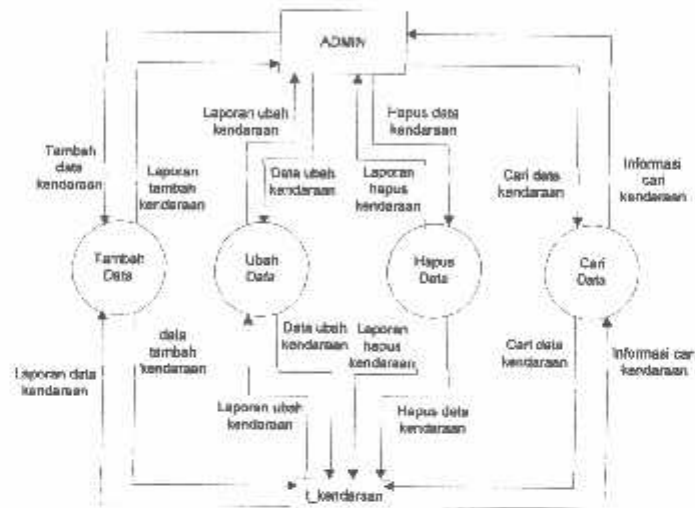 ADMIN
Laporan ubah
kendaraan
Hapus data
kendaraan
Tambah
data
kendaraan
Laporan
tambah
kendaraan
Data ubah
kendaraan
Laporan
hapus
kendaraan
Cari data
kendaraan
Informasi
cari
kendaraan
Tambah
Data
Ubah
Data
Hapus
Data
Cari
Data
data
tambah
kendaraan
Data ubah
kendaraan
Laporan
hapus
kendaraan
Cari data
kendaraan
Informasi cari
kendaraan
Laporan data
kendaraan
Laporan ubah
kendaraan
Hapus data
kendaraan
t_kendaraan